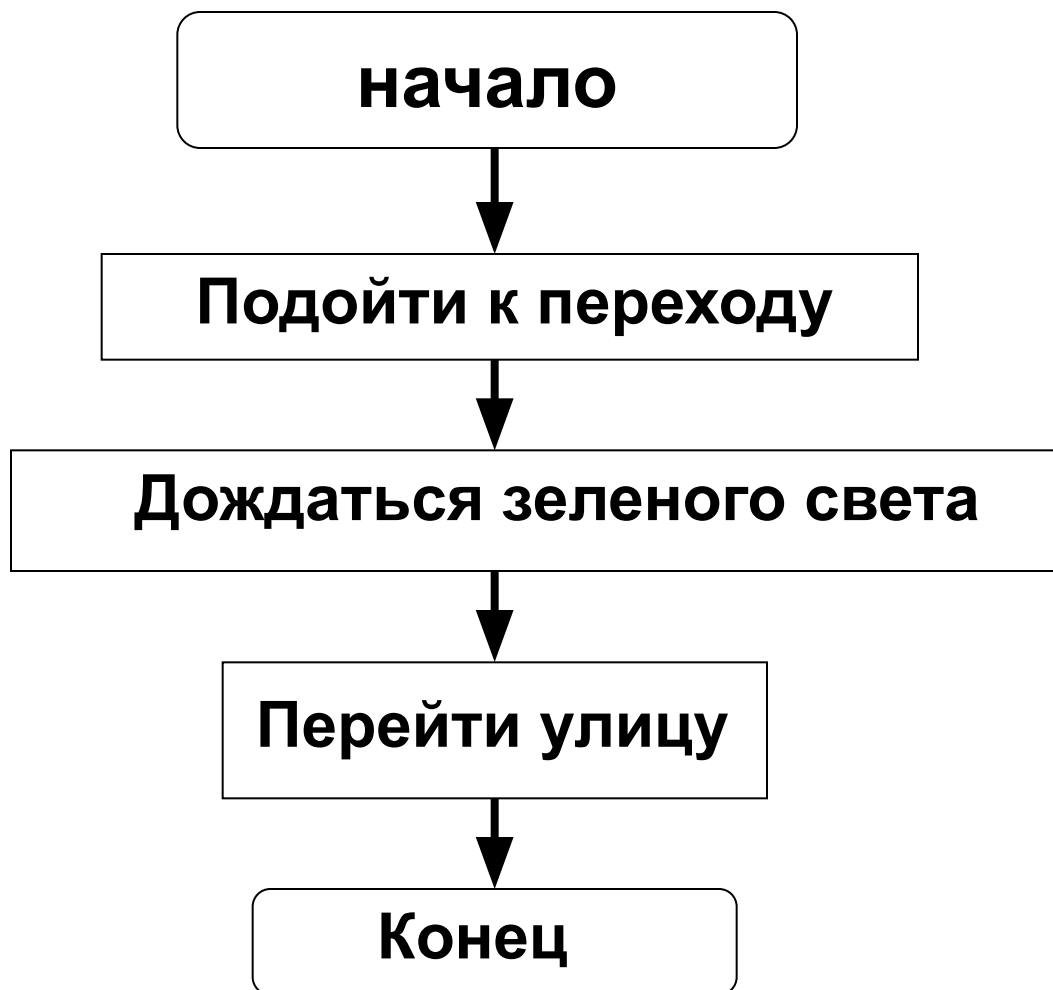 начало
Подойти к переходу
Дождаться зеленого света
Перейти улицу
Конец